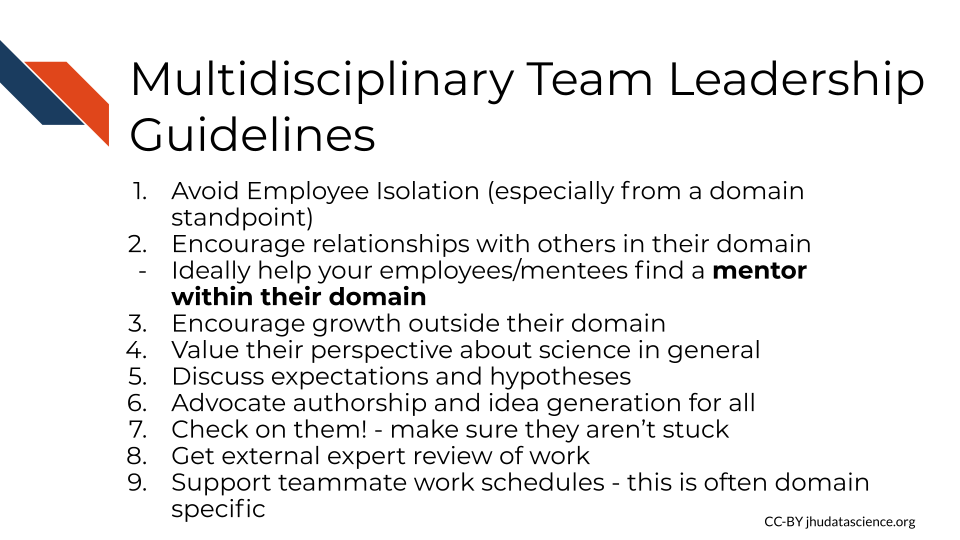 Multidisciplinary Team Leadership
Guidelines
1. Avoid Employee Isolation (especially from a domain
standpoint)
2. Encourage relationships with others in their domain
- Ideally help your employees/mentees find a mentor
within their domain
3. Encourage growth outside their domain
4. Value their perspective about science in general
5. Discuss expectations and hypotheses
6. Advocate authorship and idea generation for all
7. Check on them! - make sure they aren’t stuck
8. Get external expert review of work
9. Support teammate work schedules - this is often domain
specific
CC-BY jhudatascience.org